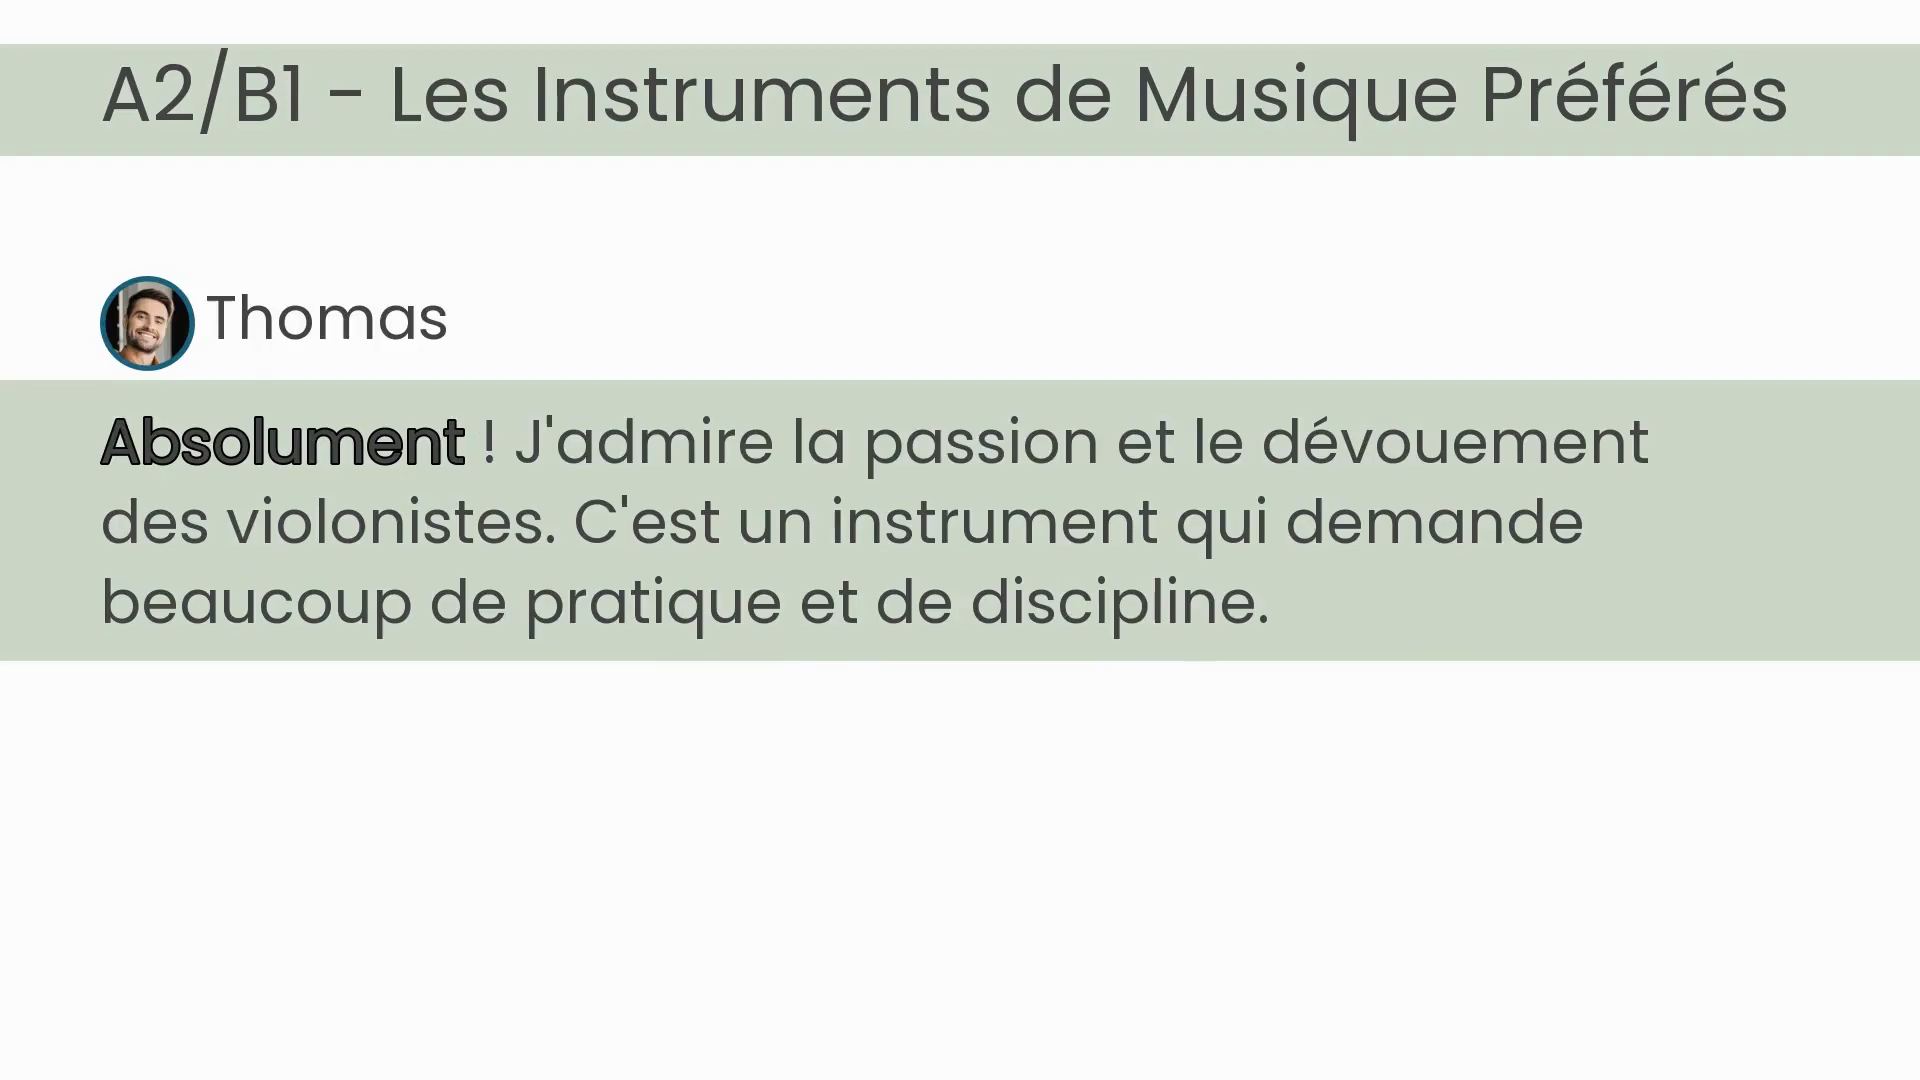 A2/B1 - Les Instruments de Musique Préférés
Thomas
Absolument ! J'admire la passion et le dévouement
des violonistes. C'est un instrument qui demande
beaucoup de pratique et de discipline.